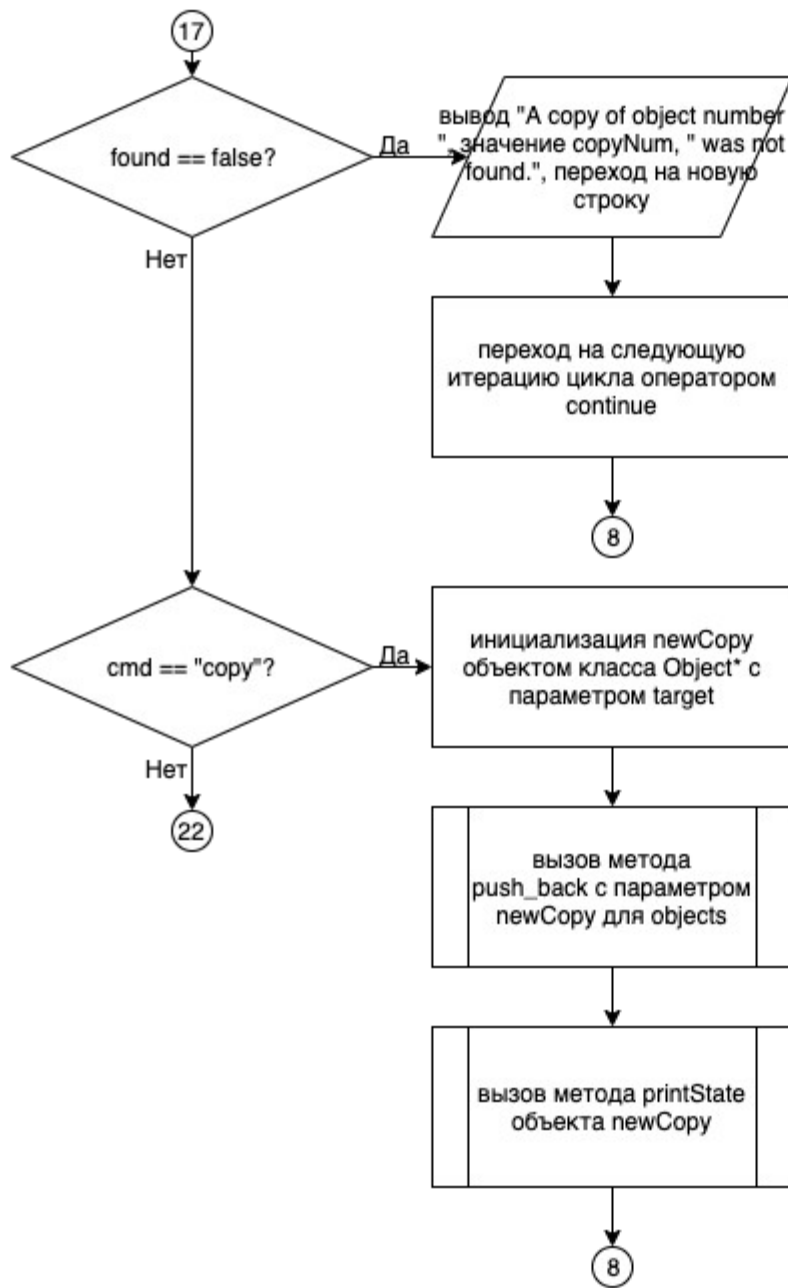 17
found == false?
Да
вывод "A copy of object number
", значение copyNum, " was not
found.", переход на новую
строку
Нет
переход на следующую
итерацию цикла оператором
continue
8
cmd == "copy"?
Да
инициализация newCopy
объектом класса Object* с
параметром target
Нет
22
вызов метода
push_back с параметром
newCopy для objects
вызов метода printState
объекта newCopy
8